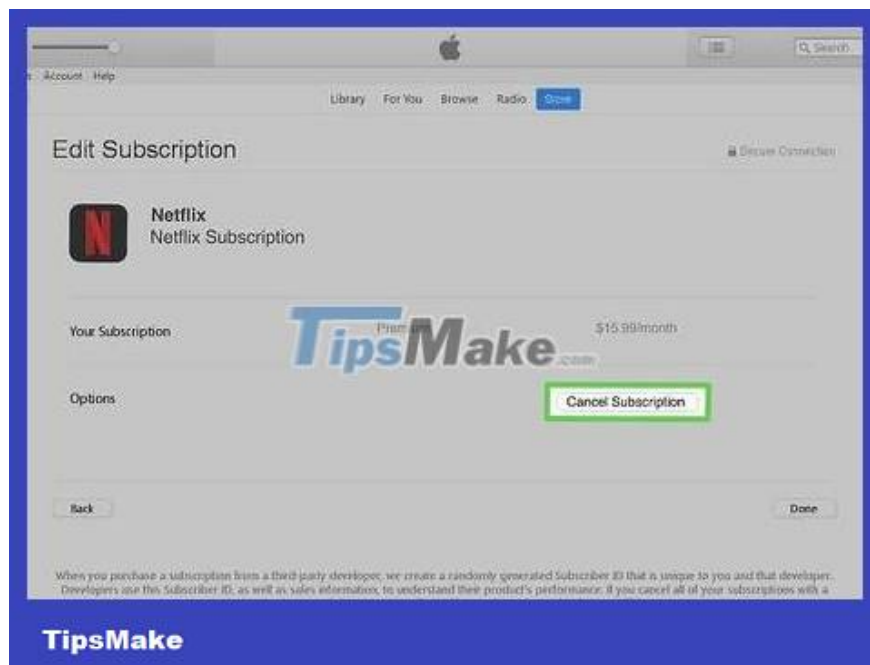 Search
Account Help
Library For You Browse Radio Store
Edit Subscription
Secure Connection
N
Netflix
Netflix Subscription
Your Subscription
Premium
$15.99/month
TipsMake.com
Options
Cancel Subscription
Back
Done
When you purchase a subscription from a third-party developer, we create a randomly generated Subscriber ID that is unique to you and that developer.
Developers use this Subscriber ID, as well as sales information, to understand their product's performance. If you cancel all of your subscriptions with a
TipsMake